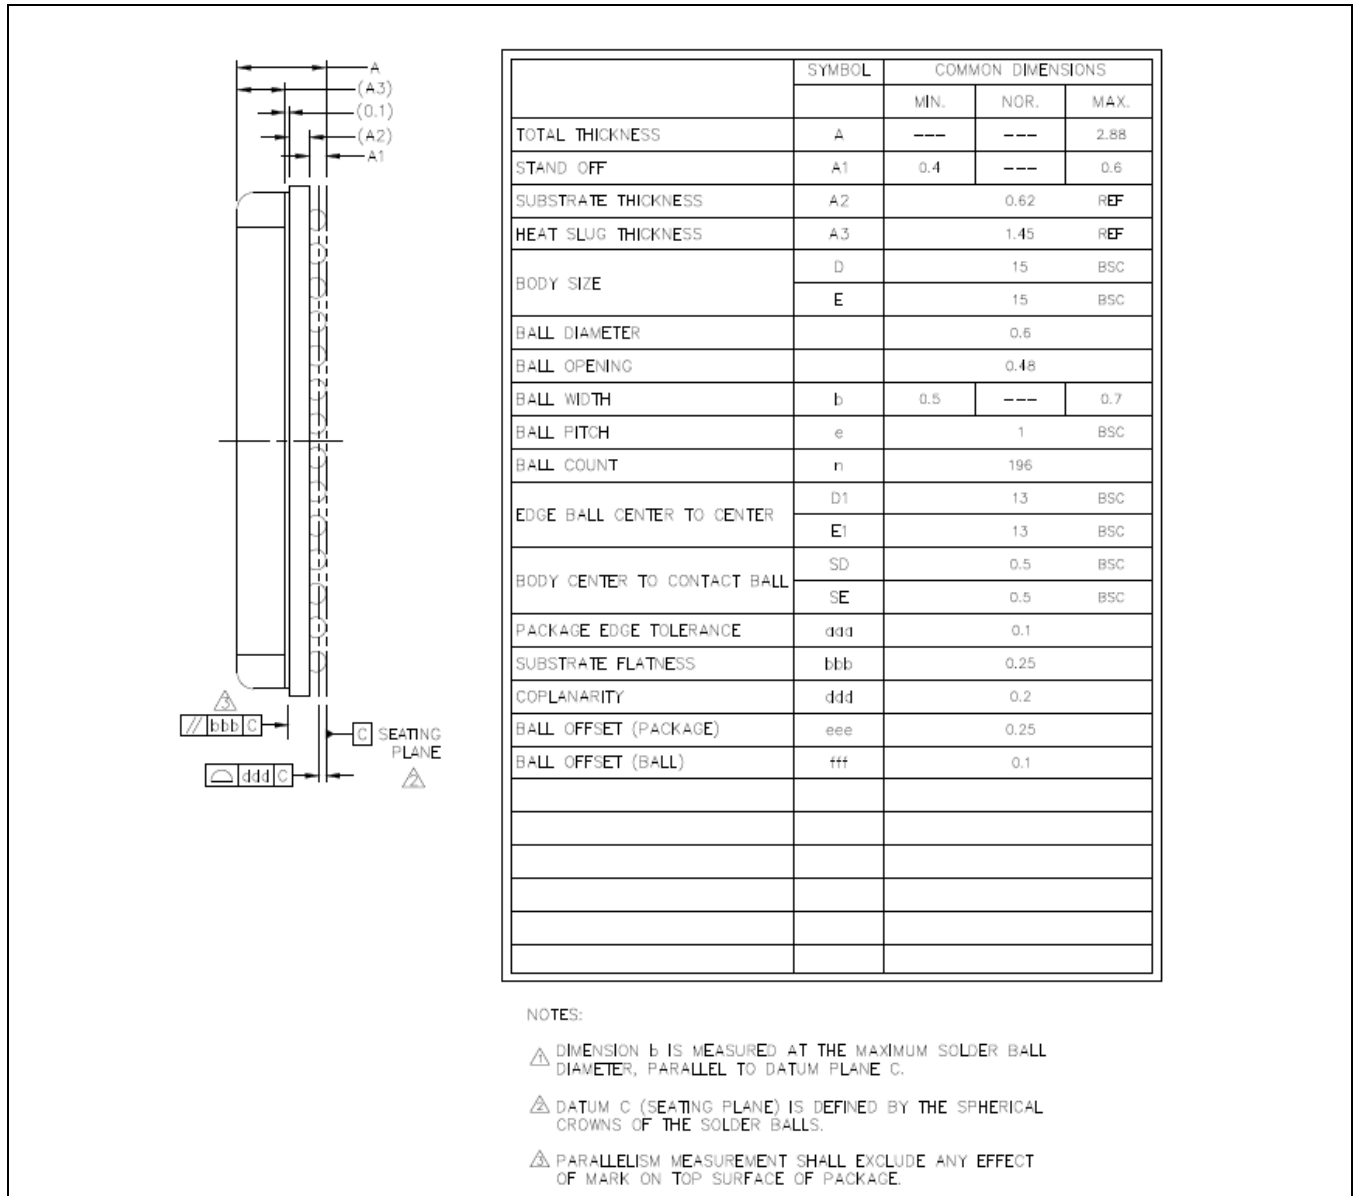 A
(A3)
(0.1)
(A2)
A1
3
// bbb C
C SEATING
PLANE
2
ddd C
SYMBOL COMMON DIMENSIONS
MIN. NOR. MAX.
TOTAL THICKNESS A --- --- 2.88
STAND OFF A1 0.4 --- 0.6
SUBSTRATE THICKNESS A2 0.62 REF
HEAT SLUG THICKNESS A3 1.45 REF
BODY SIZE D 15 BSC
E 15 BSC
BALL DIAMETER 0.6
BALL OPENING 0.48
BALL WIDTH b 0.5 --- 0.7
BALL PITCH e 1 BSC
BALL COUNT n 196
EDGE BALL CENTER TO CENTER D1 13 BSC
E1 13 BSC
BODY CENTER TO CONTACT BALL SD 0.5 BSC
SE 0.5 BSC
PACKAGE EDGE TOLERANCE aaa 0.1
SUBSTRATE FLATNESS bbb 0.25
COPLANARITY ddd 0.2
BALL OFFSET (PACKAGE) eee 0.25
BALL OFFSET (BALL) fff 0.1
NOTES:
1 DIMENSION b IS MEASURED AT THE MAXIMUM SOLDER BALL
DIAMETER, PARALLEL TO DATUM PLANE C.
2 DATUM C (SEATING PLANE) IS DEFINED BY THE SPHERICAL
CROWNS OF THE SOLDER BALLS.
3 PARALLELISM MEASUREMENT SHALL EXCLUDE ANY EFFECT
OF MARK ON TOP SURFACE OF PACKAGE.